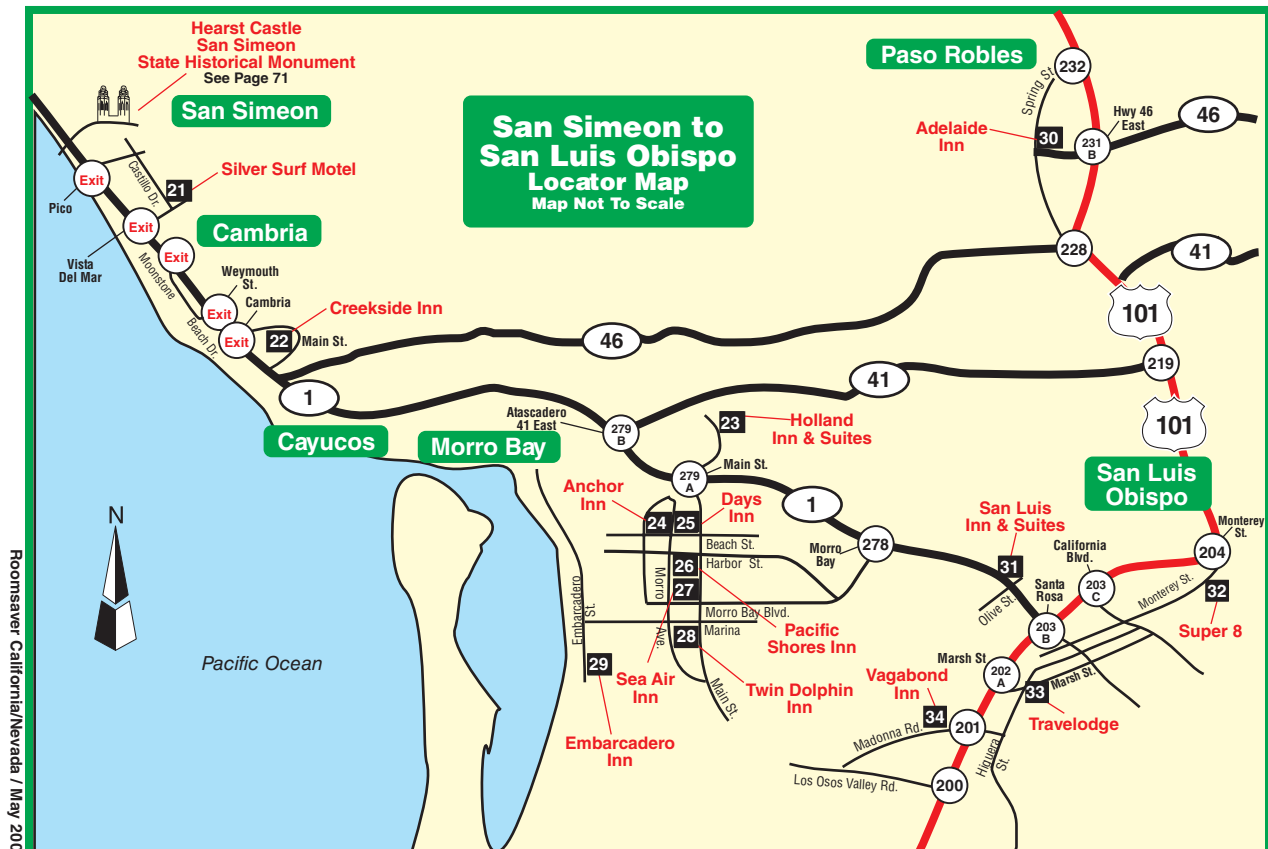 Hearst Castle
San Simeon
State Historical Monument
See Page 71
San Simeon
Silver Surf Motel
21
Castillo Dr.
Exit
Pico
Exit
Vista
Del Mar
Cambria
Exit
Moonstone
Beach Dr.
Weymouth
St.
Exit
Cambria
Exit
22
Main St.
Creekside Inn
San Simeon to
San Luis Obispo
Locator Map
Map Not To Scale
Paso Robles
232
Spring St.
Adelaide
Inn
30
231
B
Hwy 46
East
46
228
41
101
46
219
41
101
1
Cayucos
Morro Bay
Atascadero
41 East
279
B
23
Holland
Inn & Suites
279
A
Main St.
1
Anchor
Inn
24
25
Days
Inn
Beach St.
26
Harbor St.
27
Morro
Ave.
Morro Bay Blvd.
28
Marina
Main St.
Embarcadero
St.
29
Embarcadero
Inn
Sea Air
Inn
Pacific
Shores Inn
Twin Dolphin
Inn
Morro
Bay
278
San Luis
Obispo
San Luis
Inn & Suites
31
Olive St.
California
Blvd.
203
C
Santa
Rosa
203
B
Monterey
St.
204
Monterey St.
32
Super 8
Marsh St.
202
A
33
Marsh St.
Travelodge
Vagabond
Inn
34
201
Madonna Rd.
Higuera
St.
Los Osos Valley Rd.
200
N
Pacific Ocean
Roomsaver California/Nevada / May 200